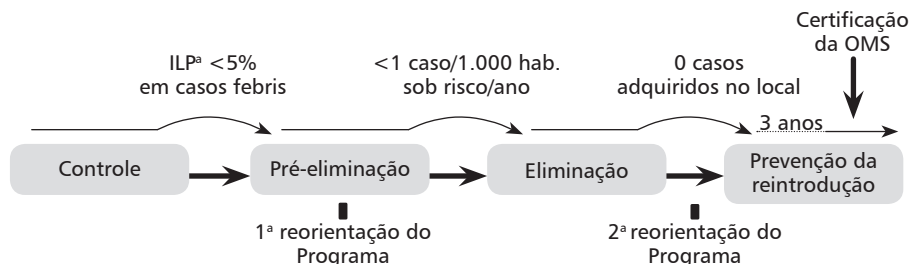 Certificação
da OMS
ILPª <5%
em casos febris
<1 caso/1.000 hab.
sob risco/ano
0 casos
adquiridos no local
3 anos
Controle
Pré-eliminação
Eliminação
Prevenção da
reintrodução
1ª reorientação do
Programa
2ª reorientação do
Programa